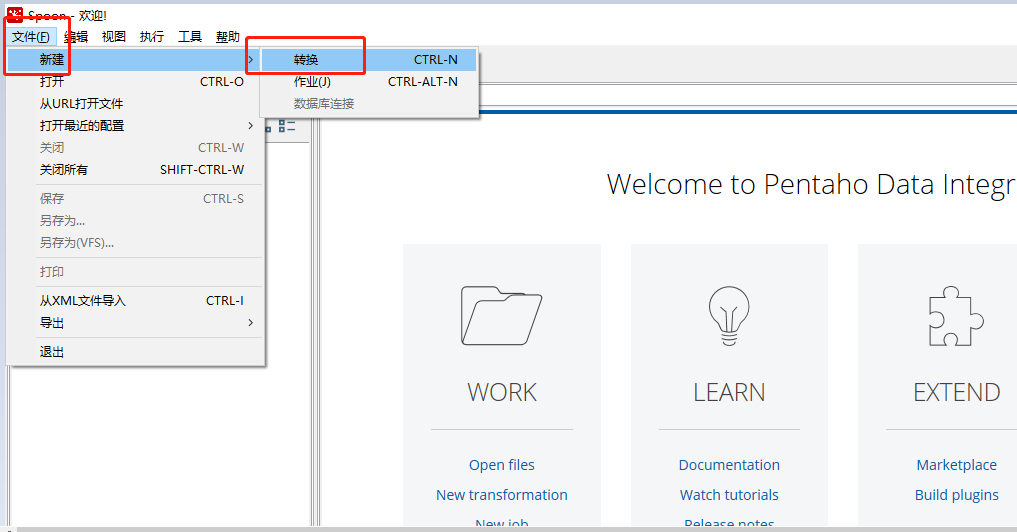 Spoon - 欢迎!
文件(F) 编辑 视图 执行 工具 帮助
新建
转换 CTRL-N
打开 CTRL-O
作业(J) CTRL-ALT-N
从URL打开文件
数据库连接
打开最近的配置
关闭 CTRL-W
关闭所有 SHIFT-CTRL-W
保存 CTRL-S
另存为...
另存为(VFS)...
打印
从XML文件导入 CTRL-I
导出
退出
Welcome to Pentaho Data Integr
WORK
Open files
New transformation
New job
LEARN
Documentation
Watch tutorials
Release notes
EXTEND
Marketplace
Build plugins